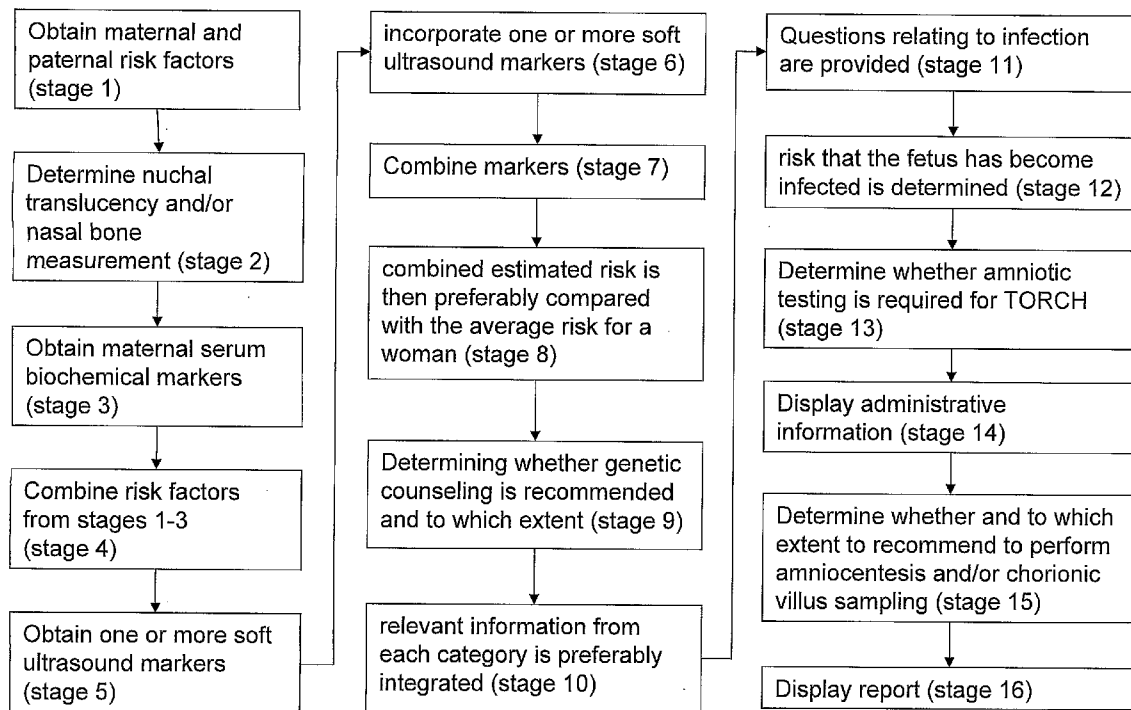 Obtain maternal and
paternal risk factors
(stage 1)
Determine nuchal
translucency and/or
nasal bone
measurement (stage 2)
Obtain maternal serum
biochemical markers
(stage 3)
Combine risk factors
from stages 1-3
(stage 4)
Obtain one or more soft
ultrasound markers
(stage 5)
incorporate one or more soft
ultrasound markers (stage 6)
Combine markers (stage 7)
combined estimated risk is
then preferably compared
with the average risk for a
woman (stage 8)
Determining whether genetic
counseling is recommended
and to which extent (stage 9)
relevant information from
each category is preferably
integrated (stage 10)
Questions relating to infection
are provided (stage 11)
risk that the fetus has become
infected is determined (stage 12)
Determine whether amniotic
testing is required for TORCH
(stage 13)
Display administrative
information (stage 14)
Determine whether and to which
extent to recommend to perform
amniocentesis and/or chorionic
villus sampling (stage 15)
Display report (stage 16)